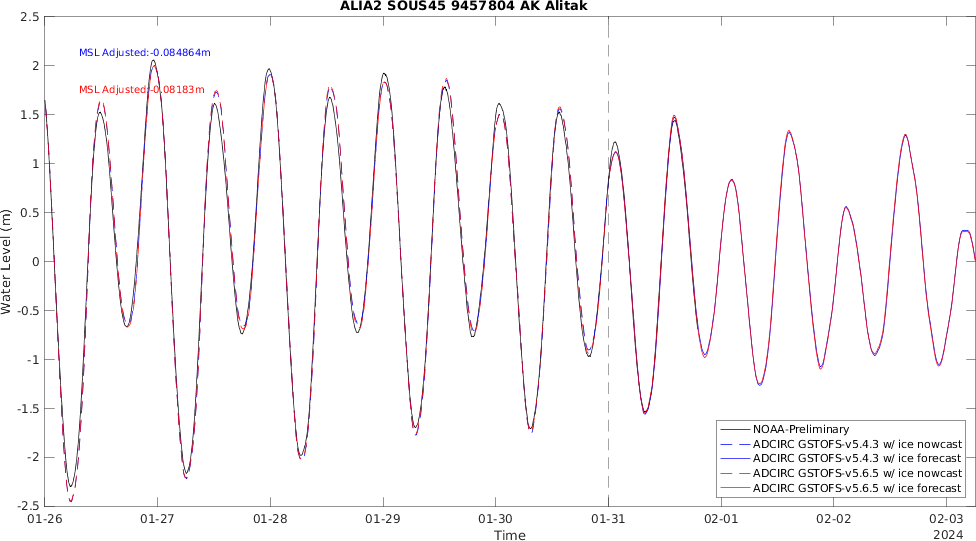 ALIA2 SOUS45 9457804 AK Alitak
2.5
2
1.5
1
0.5
0
-0.5
-1
-1.5
-2
-2.5
Water Level (m)
MSL Adjusted:-0.084864m
MSL Adjusted:-0.08183m
NOAA-Preliminary
ADCIRC GSTOFS-v5.4.3 w/ ice nowcast
ADCIRC GSTOFS-v5.4.3 w/ ice forecast
ADCIRC GSTOFS-v5.6.5 w/ ice nowcast
ADCIRC GSTOFS-v5.6.5 w/ ice forecast
01-26 01-27 01-28 01-29 01-30 01-31 02-01 02-02 02-03
Time
2024